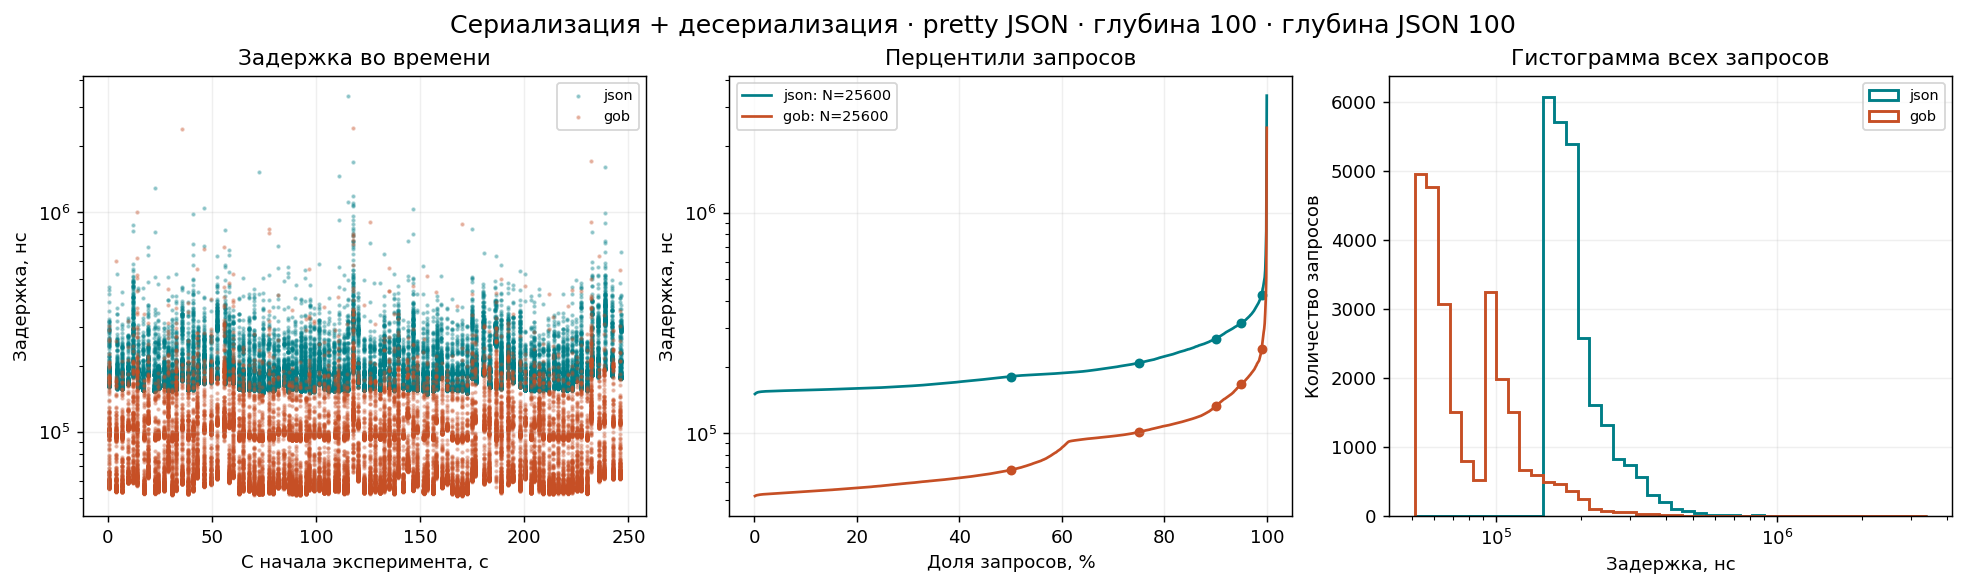 Сериализация + десериализация · pretty JSON · глубина 100 · глубина JSON 100
Задержка во времени
json
gob
10⁶
10⁵
Задержка, нс
0
50
100
150
200
250
С начала эксперимента, с
Перцентили запросов
json: N=25600
gob: N=25600
10⁶
10⁵
Задержка, нс
0
20
40
60
80
100
Доля запросов, %
Гистограмма всех запросов
json
gob
6000
5000
4000
3000
2000
1000
0
Количество запросов
10⁵
10⁶
Задержка, нс